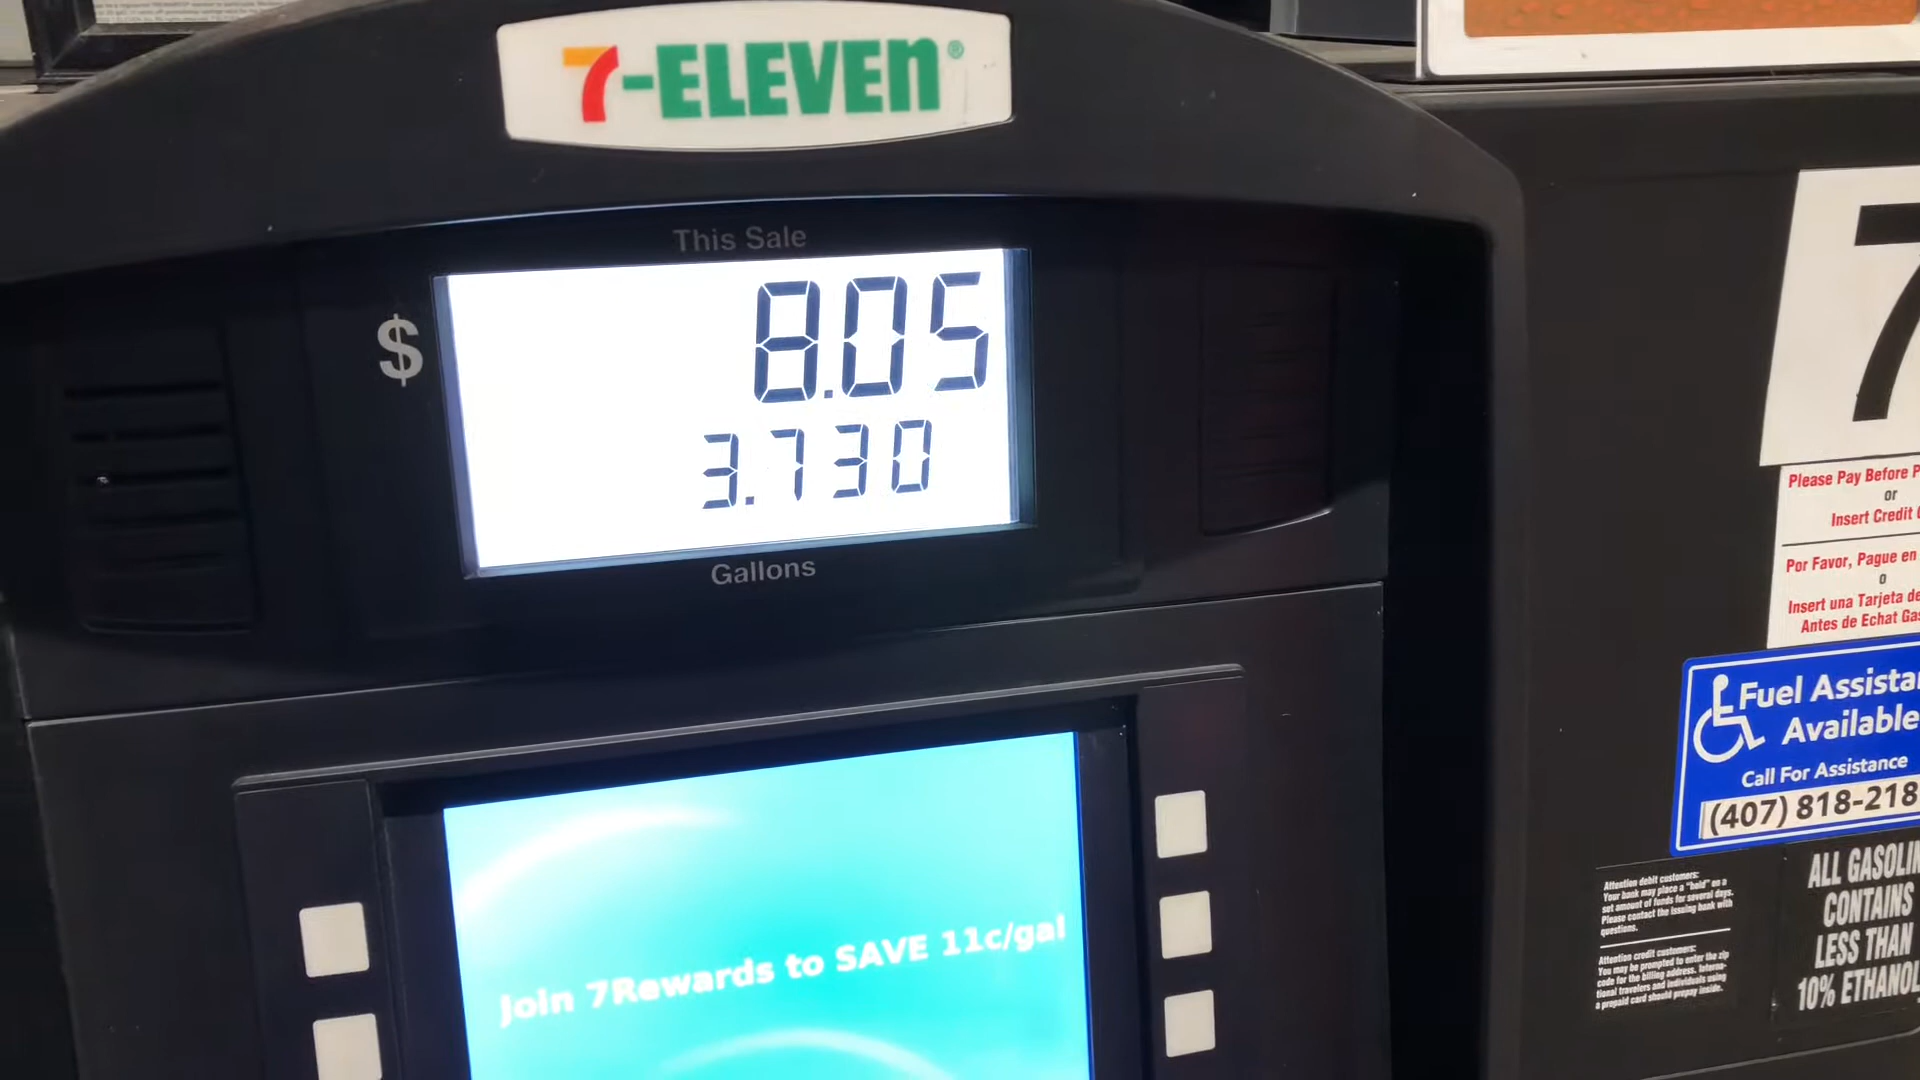 7-ELEVEN®
This Sale
$ 8.05
3.730
Gallons
Join 7Rewards to SAVE 11c/gal
7
Please Pay Before
or
Insert Credit
Por Favor, Pague en
o
Insert una Tarjeta de
Antes de Echat
Fuel
Available
Call For Assistance
(407) 818-218
Attention debit customers:
Your bank may place a "hold" on a
set amount of funds for several days.
Please contact the issuing bank with
questions.
Attention credit customers:
You may be prompted to enter the zip
code for the billing address. Interna-
tional travelers and individuals using
a prepaid card should prepay inside.
ALL
CONTAINS
LESS THAN
10% ETHANOL